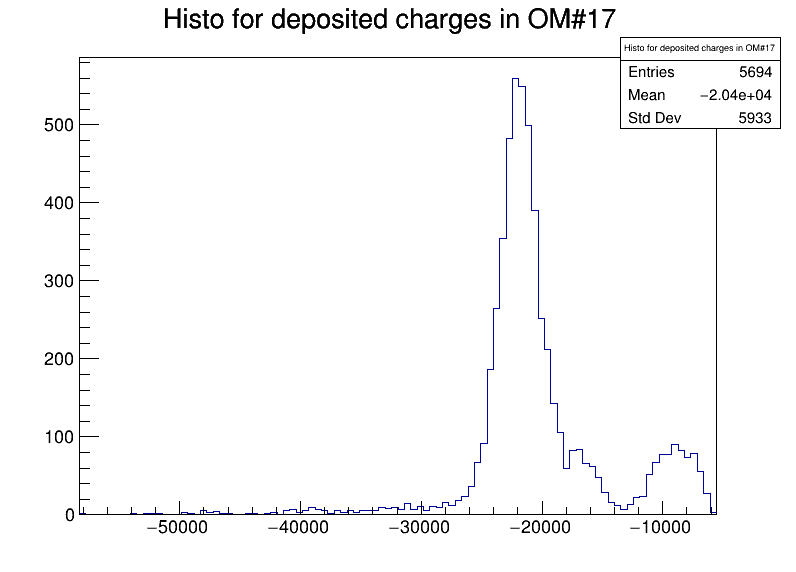 Histo for deposited charges in OM#17
Histo for deposited charges in OM#17
Entries 5694
Mean −2.04e+04
Std Dev 5933
500
400
300
200
100
0
−50000 −40000 −30000 −20000 −10000